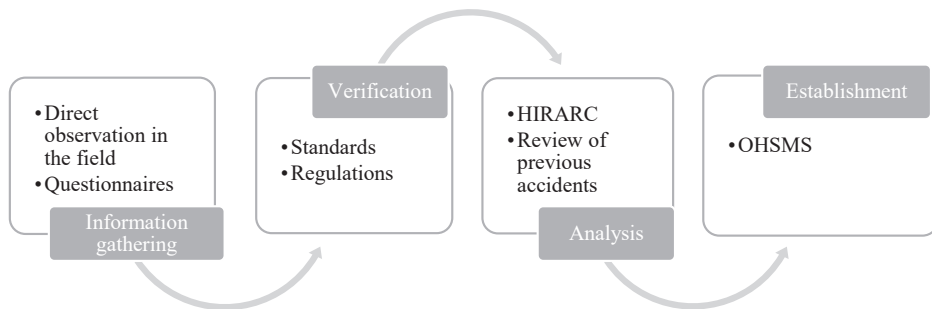 •Direct
observation in
the field
•Questionnaires
Information
gathering
Verification
•Standards
•Regulations
•HIRARC
•Review of
previous
accidents
Analysis
Establishment
•OHSMS